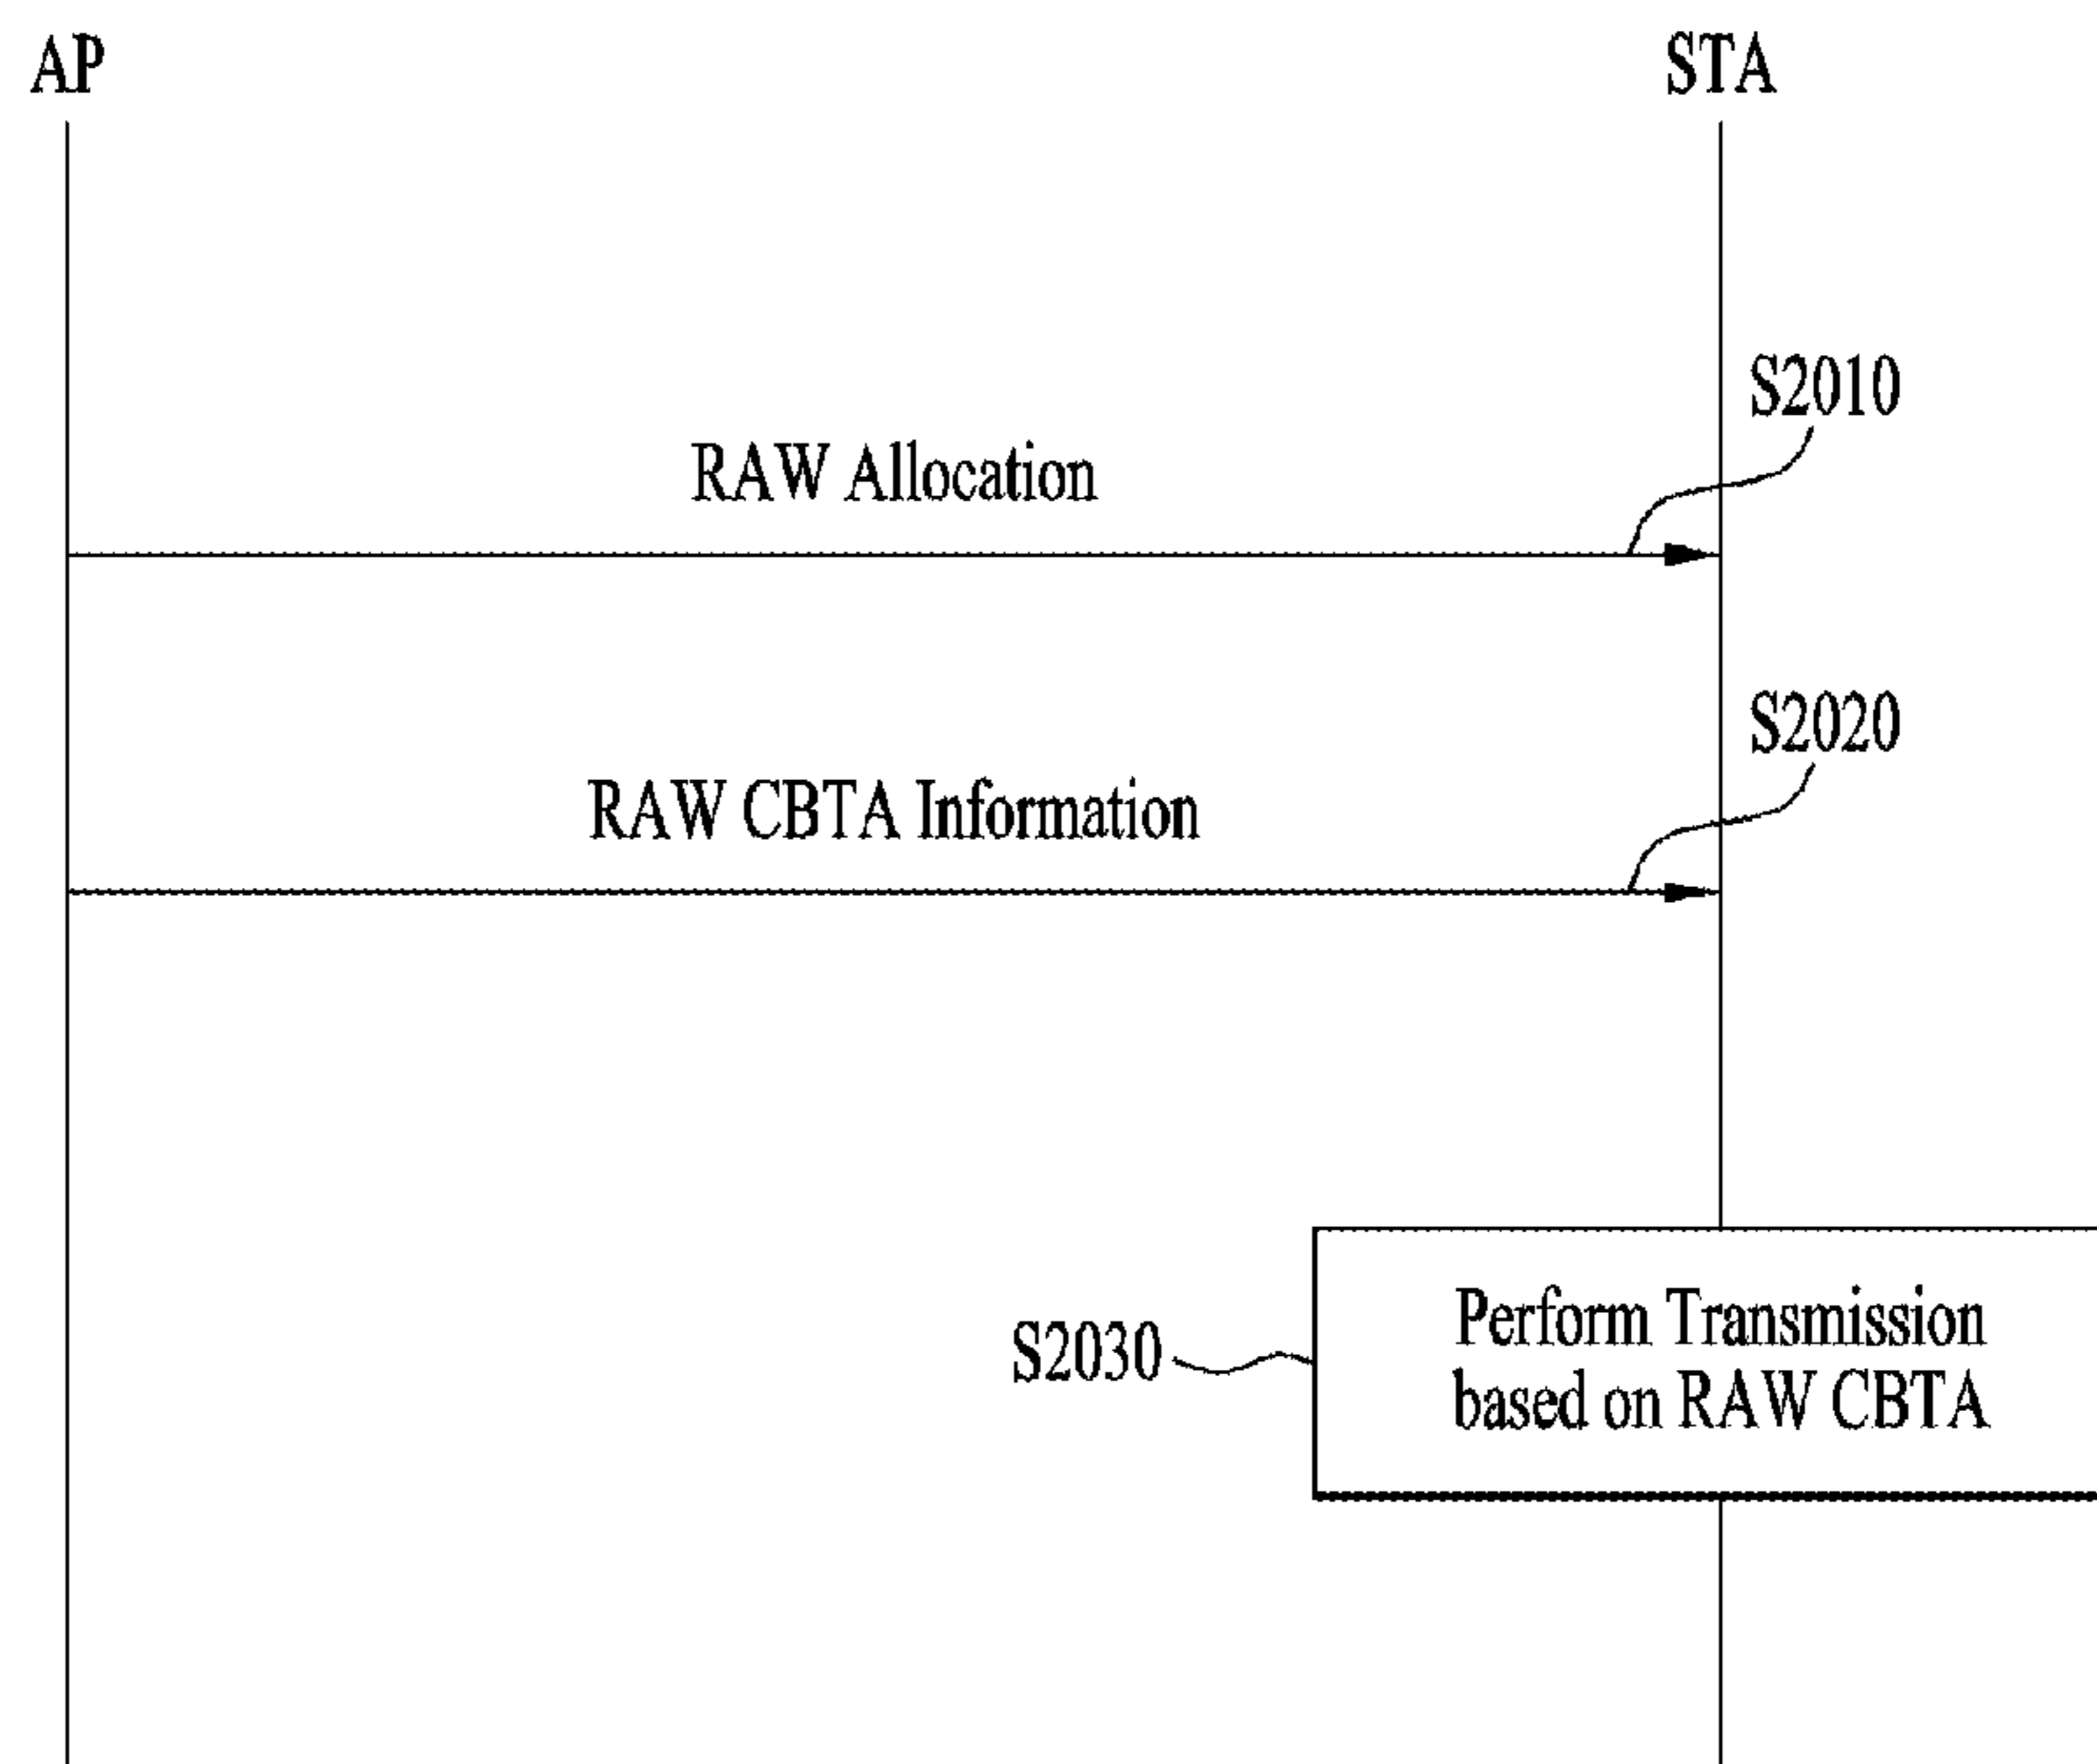 AP
STA
S2010
RAW Allocation
S2020
RAW CBTA Information
S2030
Perform Transmission
based on RAW CBTA